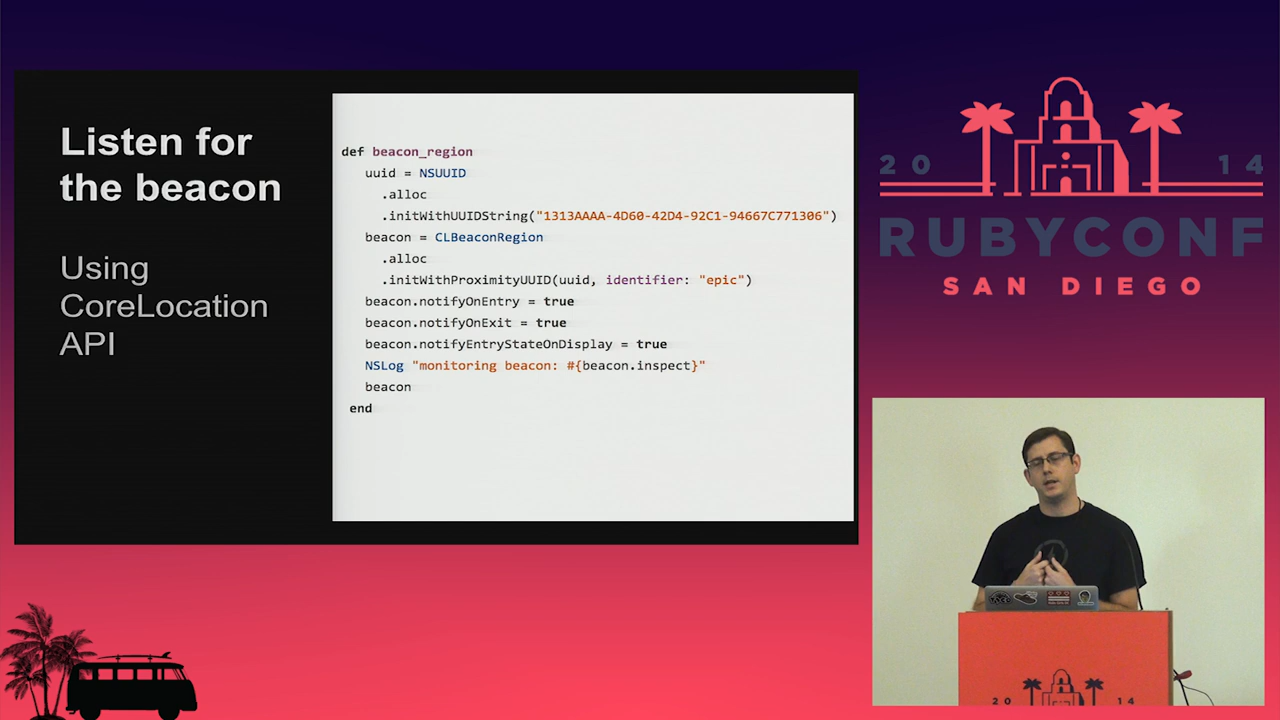 Listen for
the beacon
Using
CoreLocation
API
def beacon_region
uuid = NSUUID
.alloc
.initWithUUIDString("1313AAAA-4D60-42D4-92C1-94667C771306")
beacon = CLBeaconRegion
.alloc
.initWithProximityUUID(uuid, identifier: "epic")
beacon.notifyOnEntry = true
beacon.notifyOnExit = true
beacon.notifyEntryStateOnDisplay = true
NSLog "monitoring beacon: #{beacon.inspect}"
beacon
end
20 14
RUBYCONF
SAN DIEGO
20 14